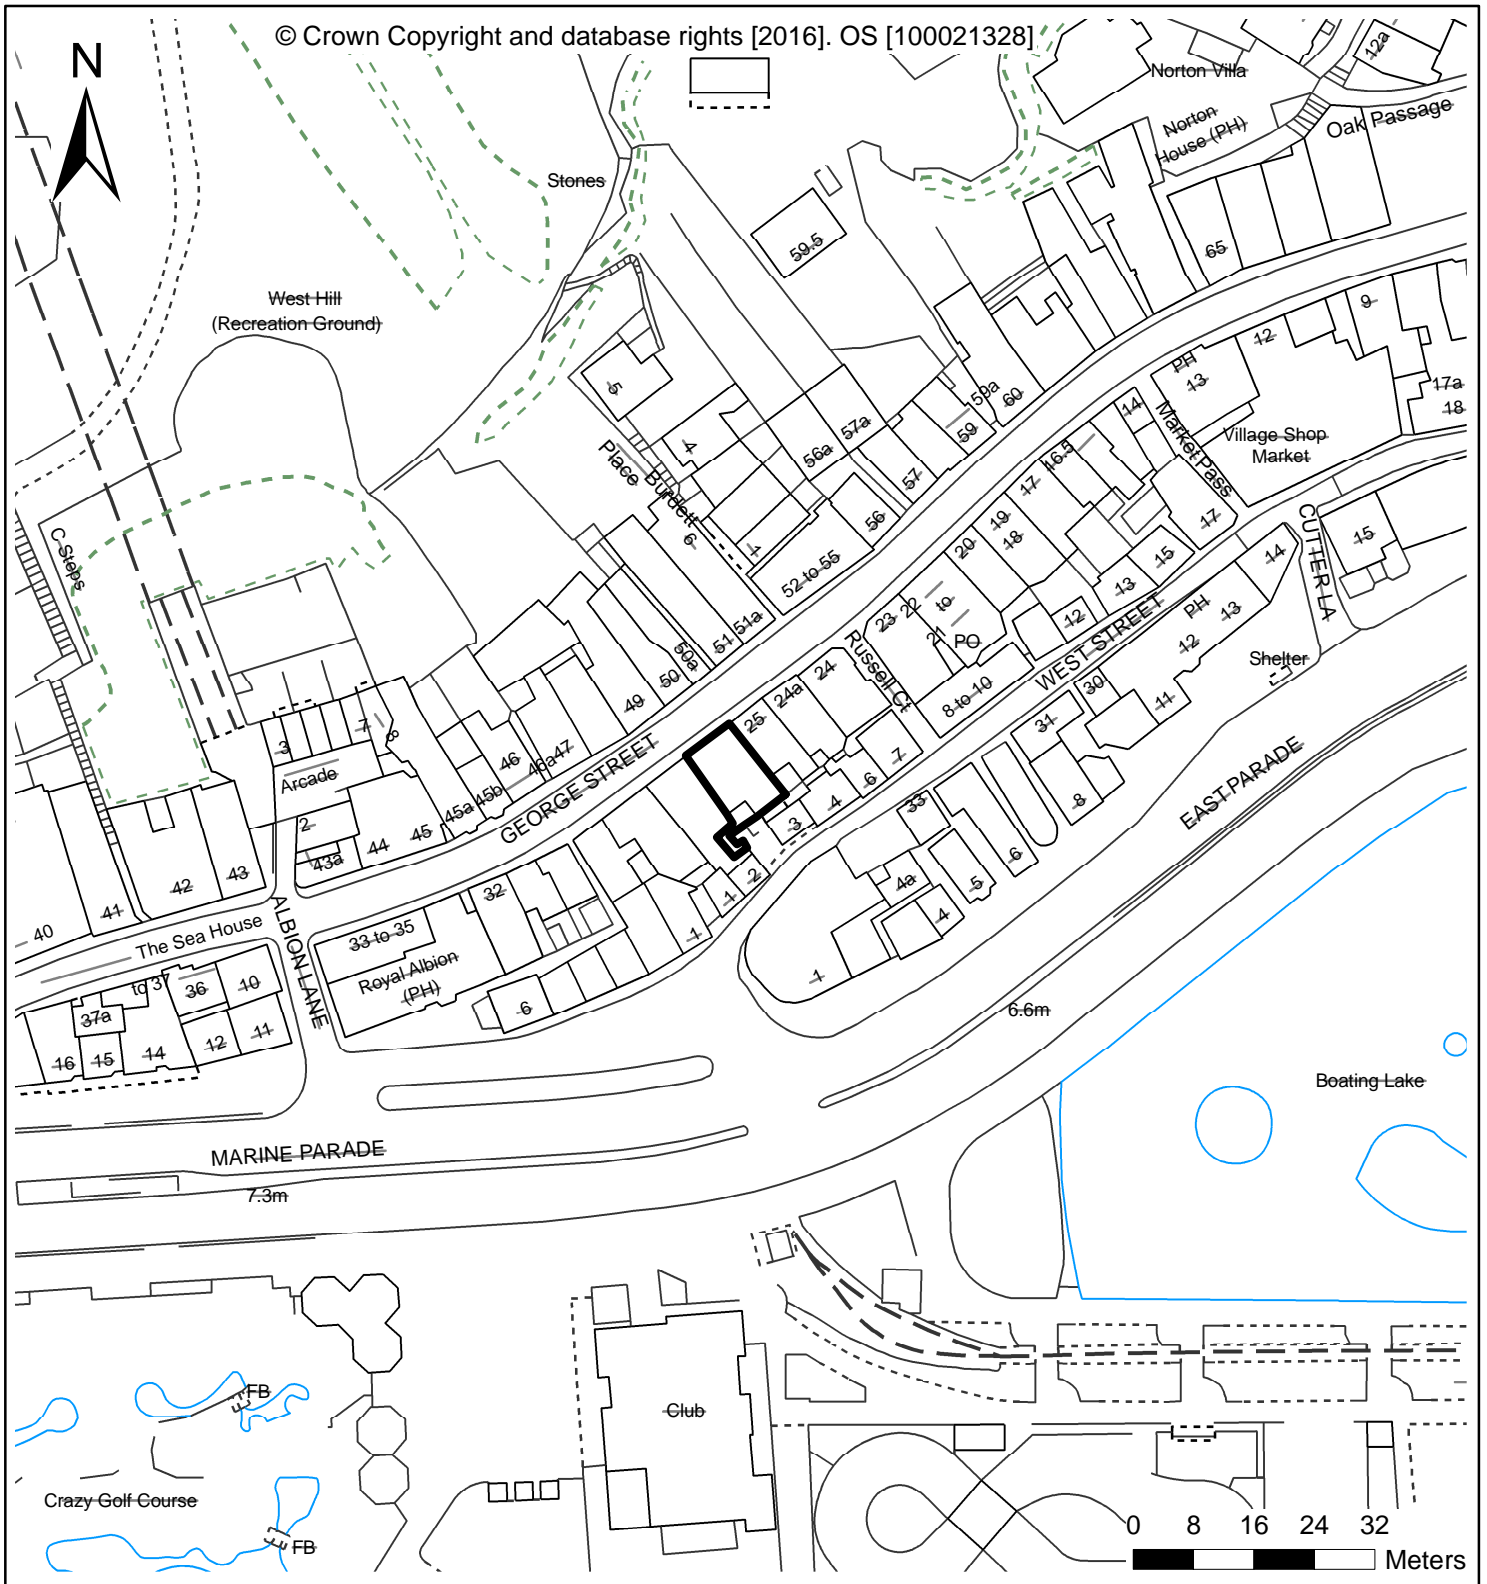 © Crown Copyright and database rights [2016]. OS [100021328]
N
Norton Villa
12a
Norton
House (PH)
Oak Passage
Stones
59.5
65
West Hill
(Recreation Ground)
9
12
PH
13
17a
18
Village Shop
Market
Market Pass
14
5
4
Place
Burdett
6
1
56a
57a
57
59
59a
60
56
52 to 55
16.5
17
19
18
20
17
15
13
12
C Steps
CUTTER LA
15
14
PH
13
12
11
WEST STREET
Shelter
22
23
to
21
PO
Russell Ct
24
24a
25
8 to 10
30
31
51a
51
50a
50
49
47
46a
46
45b
45a
45
44
43a
GEORGE STREET
3
7
8
Arcade
2
7
6
4
3
2
1
1
33
8
6
5
4a
4
1
EAST PARADE
43
42
41
40
The Sea House
to 37
36
10
37a
16
15
14
12
11
ALBION LANE
32
33 to 35
Royal Albion
(PH)
6
6.6m
Boating Lake
MARINE PARADE
7.3m
FB
Club
Crazy Golf Course
FB
0 8 16 24 32
Meters